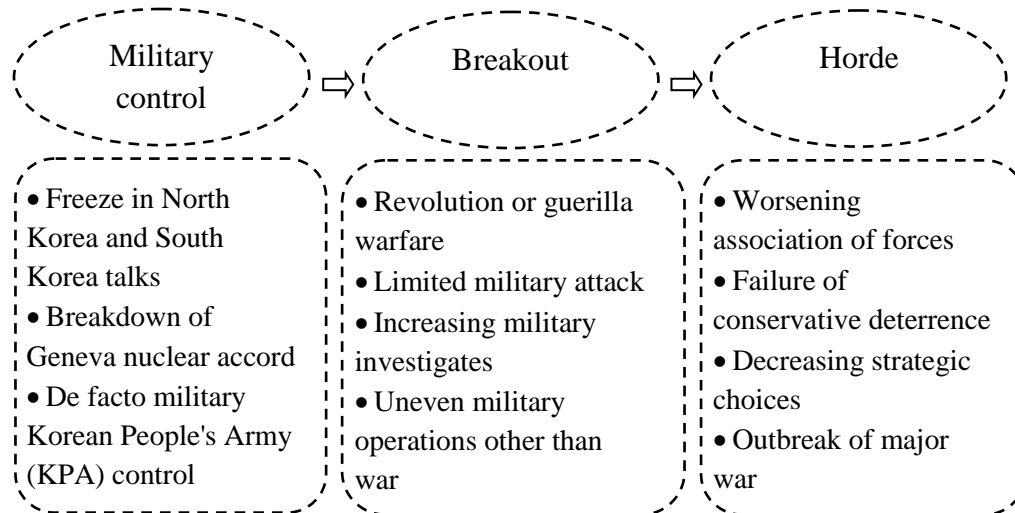 Military
control
Breakout
Horde
• Freeze in North
Korea and South
Korea talks
• Breakdown of
Geneva nuclear accord
• De facto military
Korean People's Army
(KPA) control
• Revolution or guerilla
warfare
• Limited military attack
• Increasing military
investigates
• Uneven military
operations other than
war
• Worsening
association of forces
• Failure of
conservative deterrence
• Decreasing strategic
choices
• Outbreak of major
war